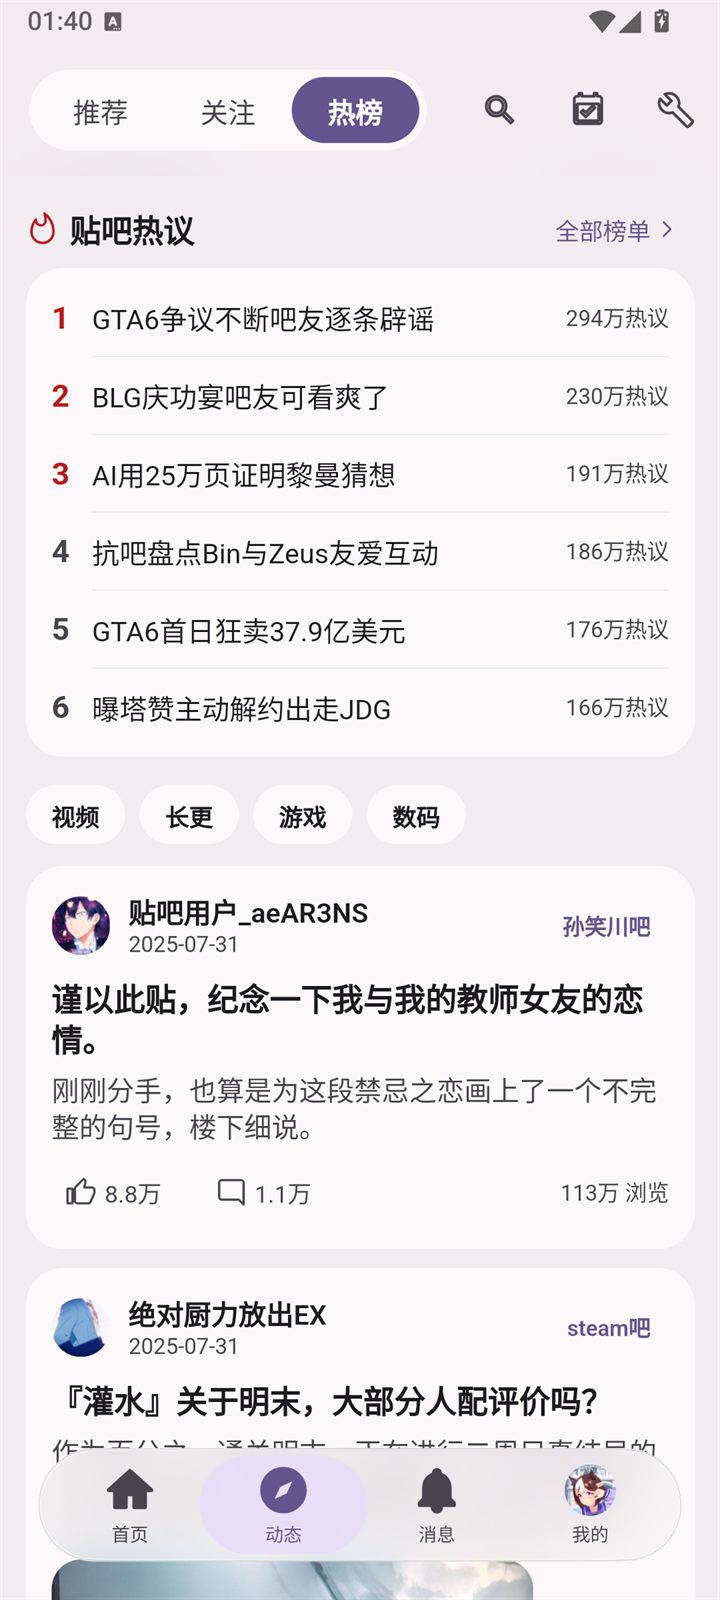 01:40
推荐 关注 热榜
贴吧热议 全部榜单
1 GTA6争议不断吧友逐条辟谣 294万热议
2 BLG庆功宴吧友可看爽了 230万热议
3 AI用25万页证明黎曼猜想 191万热议
4 抗吧盘点Bin与Zeus友爱互动 186万热议
5 GTA6首日狂卖37.9亿美元 176万热议
6 曝塔赞主动解约出走JDG 166万热议
视频 长更 游戏 数码
贴吧用户_aeAR3NS
2025-07-31
孙笑川吧
谨以此贴，纪念一下我与我的教师女友的恋
情。
刚刚分手，也算是为这段禁忌之恋画上了一个不完
整的句号，楼下细说。
8.8万 1.1万 113万 浏览
绝对厨力放出EX
2025-07-31
steam吧
『灌水』关于明末，大部分人配评价吗？
首页 动态 消息 我的